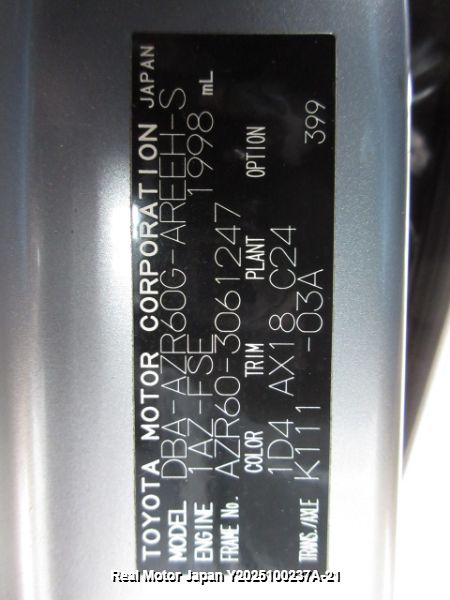 TOYOTA MOTOR CORPORATION JAPAN
MODEL DBA-AZR60G-AREEH-S
ENGINE 1AZ-FSE 1998 mL
FRAME No. AZR60-3061247
COLOR TRIM PLANT OPTION
1D4 AX18 C24
TRANS./AXLE K111 -03A 399
Real Motor Japan Y2025100237A-21